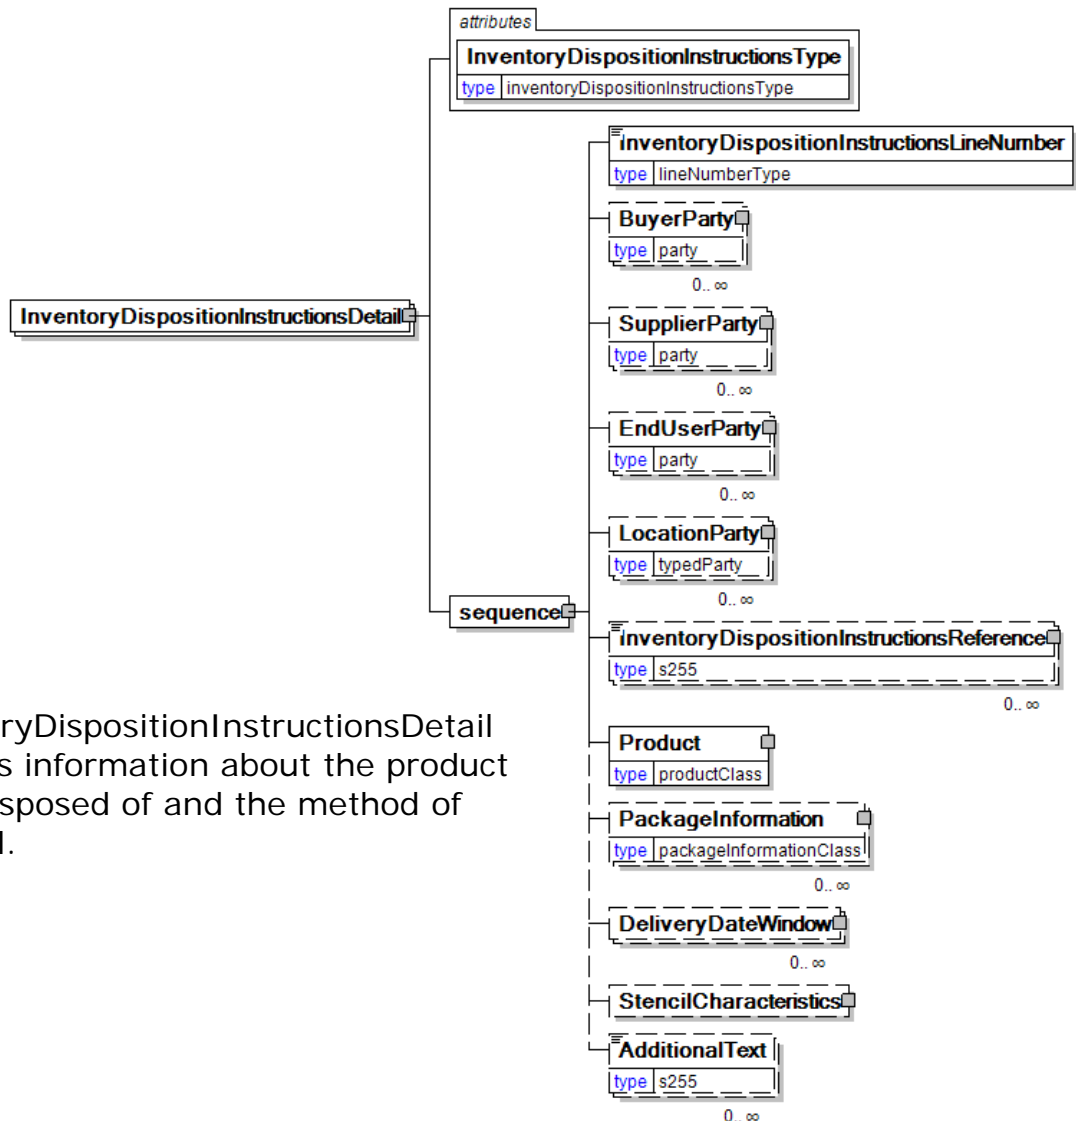 attributes
InventoryDispositionInstructionsType
type inventoryDispositionInstructionsType
InventoryDispositionInstructionsLineNumber
type lineNumberType
BuyerParty
type party
0.. ∞
InventoryDispositionInstructionsDetail
SupplierParty
type party
0.. ∞
EndUserParty
type party
0.. ∞
LocationParty
type typedParty
0.. ∞
sequence
InventoryDispositionInstructionsReference
type s255
0.. ∞
ryDispositionInstructionsDetail
s information about the product
sposed of and the method of
l.
Product
type productClass
PackageInformation
type packageInformationClass
0.. ∞
DeliveryDateWindow
0.. ∞
StencilCharacteristics
AdditionalText
type s255
0.. ∞